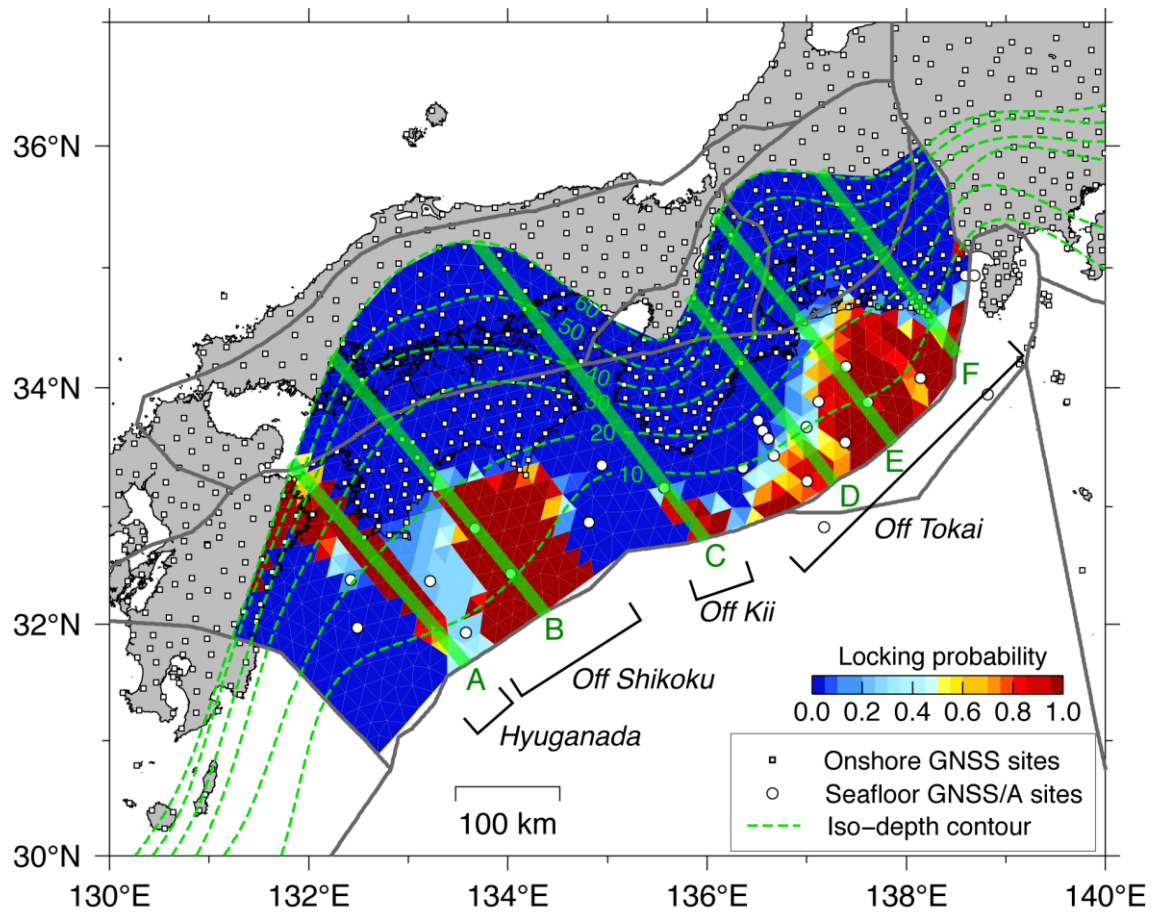 36°N
34°N
32°N
30°N
130°E
132°E
134°E
136°E
138°E
140°E
60
50
40
30
20
10
A
B
C
D
E
F
Off Tokai
Off Kii
Off Shikoku
Hyuganada
100 km
Locking probability
0.0 0.2 0.4 0.6 0.8 1.0
Onshore GNSS sites
Seafloor GNSS/A sites
Iso−depth contour